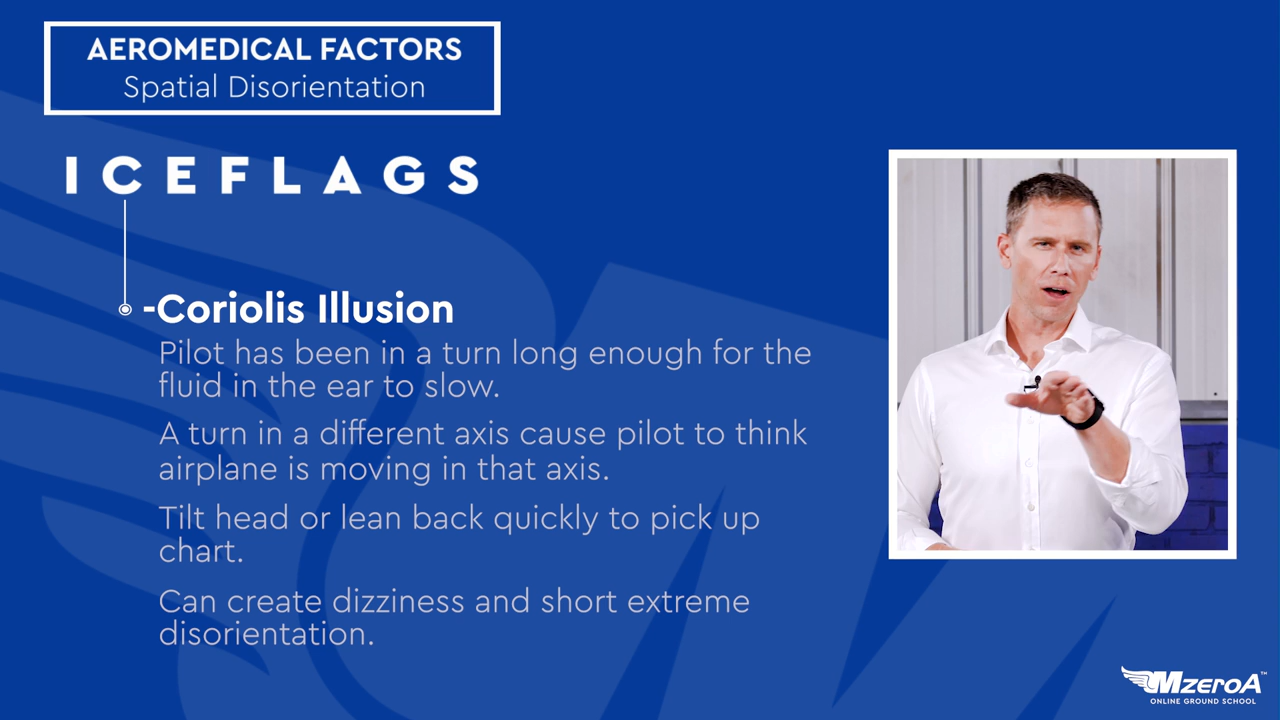 AEROMEDICAL FACTORS
Spatial Disorientation
ICEFLAGS
-Coriolis Illusion
Pilot has been in a turn long enough for the
fluid in the ear to slow.
A turn in a different axis cause pilot to think
airplane is moving in that axis.
Tilt head or lean back quickly to pick up
chart.
Can create dizziness and short extreme
disorientation.
MzeroA™
ONLINE GROUND SCHOOL